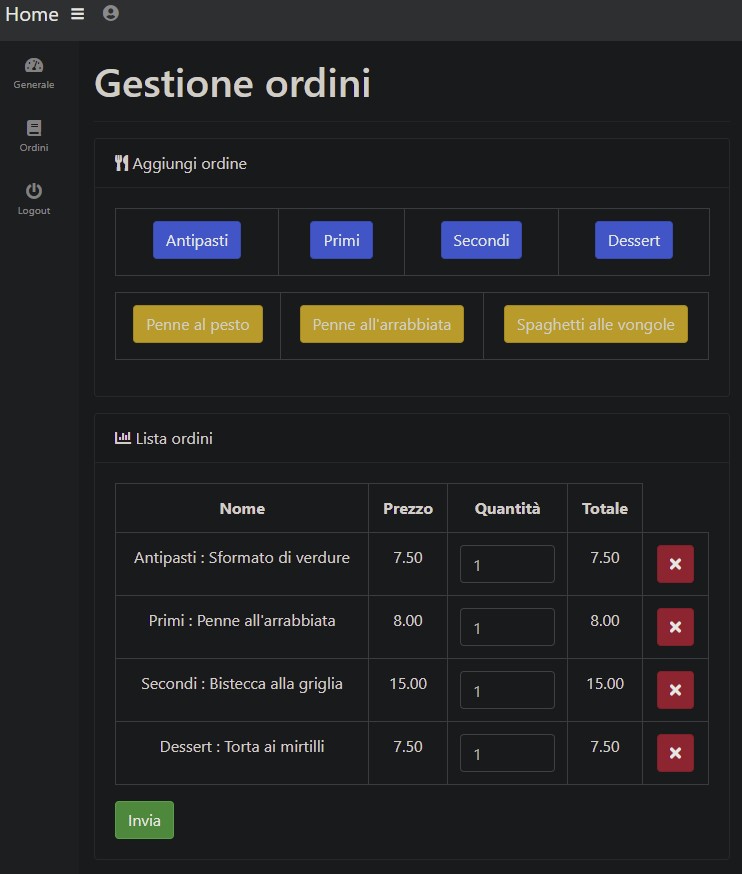 Home
Generale
Ordini
Logout
Gestione ordini
Aggiungi ordine
Antipasti Primi Secondi Dessert
Penne al pesto Penne all'arrabbiata Spaghetti alle vongole
Lista ordini
Nome Prezzo Quantità Totale
Antipasti : Sformato di verdure 7.50 1 7.50
Primi : Penne all'arrabbiata 8.00 1 8.00
Secondi : Bistecca alla griglia 15.00 1 15.00
Dessert : Torta ai mirtilli 7.50 1 7.50
Invia